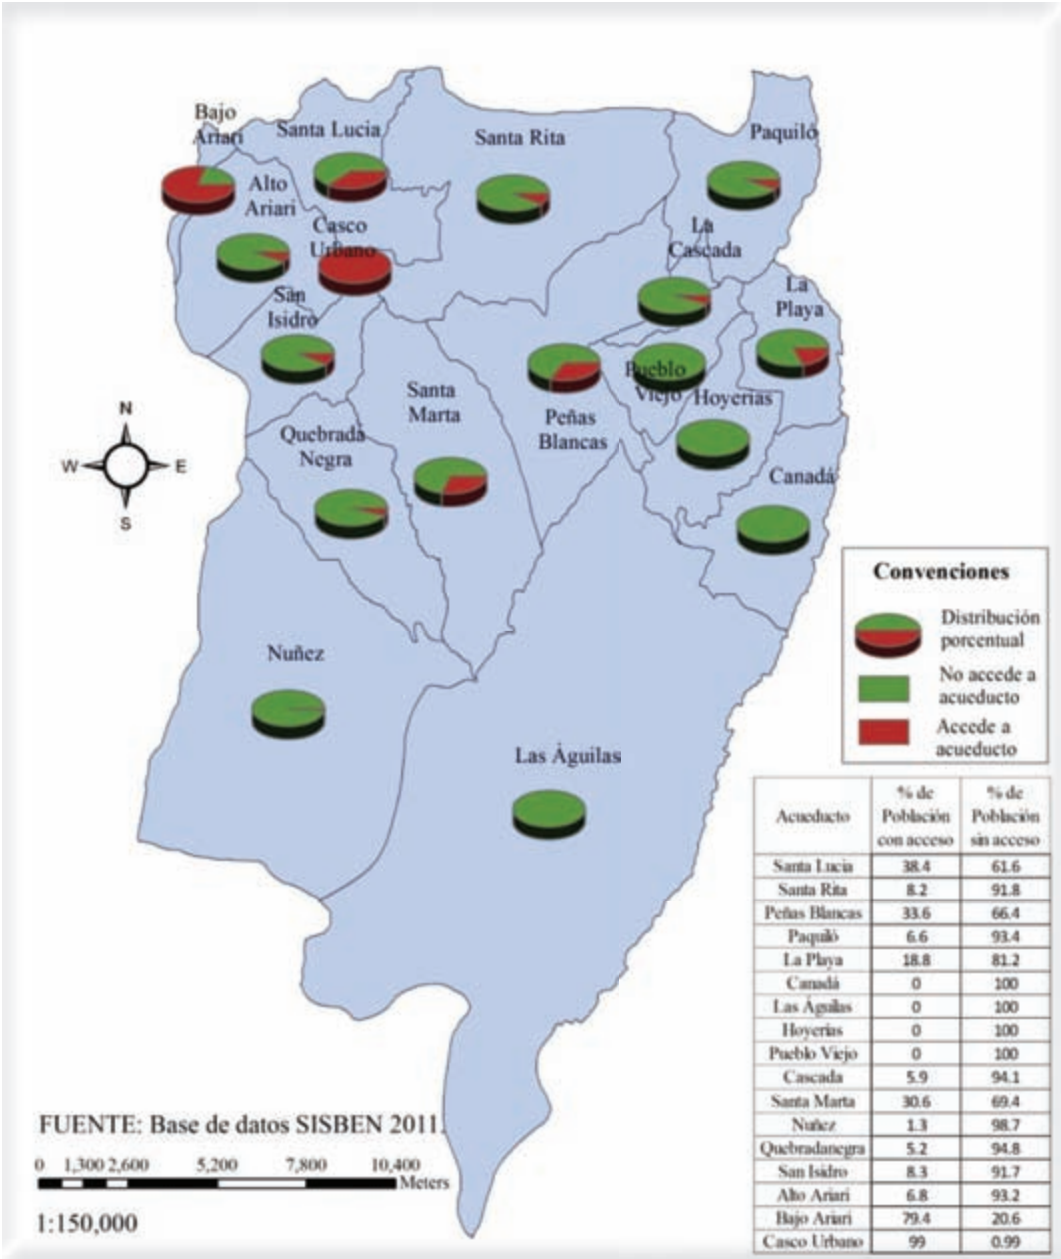 Bajo
Ariari
Santa Lucia
Santa Rita
Paquiló
Alto
Ariari
Casco
Urbano
La
Cascada
San
Isidro
La
Playa
Santa
Marta
Pueblo
Viejo
Hoyerias
Peñas
Blancas
Quebrada
Negra
Canadá
N
W
E
S
Nuñez
Las Águilas
Convenciones
Distribución
porcentual
No accede a
acueducto
Accede a
acueducto
Acueducto % de Población con acceso % de Población sin acceso
Santa Lucia 38.4 61.6
Santa Rita 8.2 91.8
Peñas Blancas 33.6 66.4
Paquiló 6.6 93.4
La Playa 18.8 81.2
Canadá 0 100
Las Águilas 0 100
Hoyerias 0 100
Pueblo Viejo 0 100
Cascada 5.9 94.1
Santa Marta 30.6 69.4
Nuñez 1.3 98.7
Quebradanegra 5.2 94.8
San Isidro 8.3 91.7
Alto Ariari 6.8 93.2
Bajo Ariari 79.4 20.6
Casco Urbano 99 0.99
FUENTE: Base de datos SISBEN 2011.
0 1,300 2,600 5,200 7,800 10,400
Meters
1:150,000